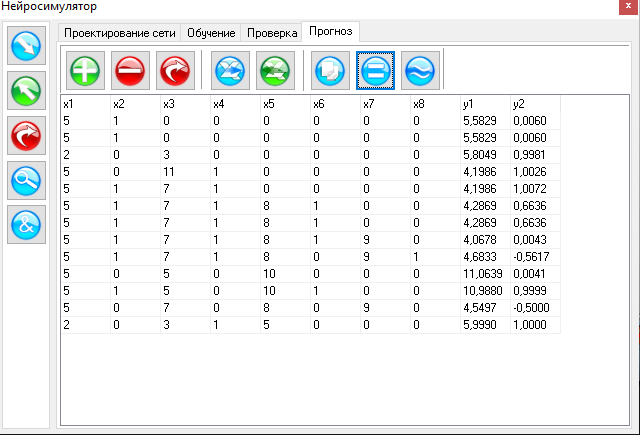 Нейросимулятор
x
Проектирование сети Обучение Проверка Прогноз
&
x1 x2 x3 x4 x5 x6 x7 x8 y1 y2
5 1 0 0 0 0 0 0 5,5829 0,0060
5 1 0 0 0 0 0 0 5,5829 0,0060
2 0 3 0 0 0 0 0 5,8049 0,9981
5 0 11 1 0 0 0 0 4,1986 1,0026
5 1 7 1 0 0 0 0 4,1986 1,0072
5 1 7 1 8 1 0 0 4,2869 0,6636
5 1 7 1 8 1 0 0 4,2869 0,6636
5 1 7 1 8 1 9 0 4,0678 0,0043
5 1 7 1 8 0 9 1 4,6833 -0,5617
5 0 5 0 10 0 0 0 11,0639 0,0041
5 1 5 0 10 1 0 0 10,9880 0,9999
5 0 7 0 8 0 9 0 4,5497 -0,5000
2 0 3 1 5 0 0 0 5,9990 1,0000